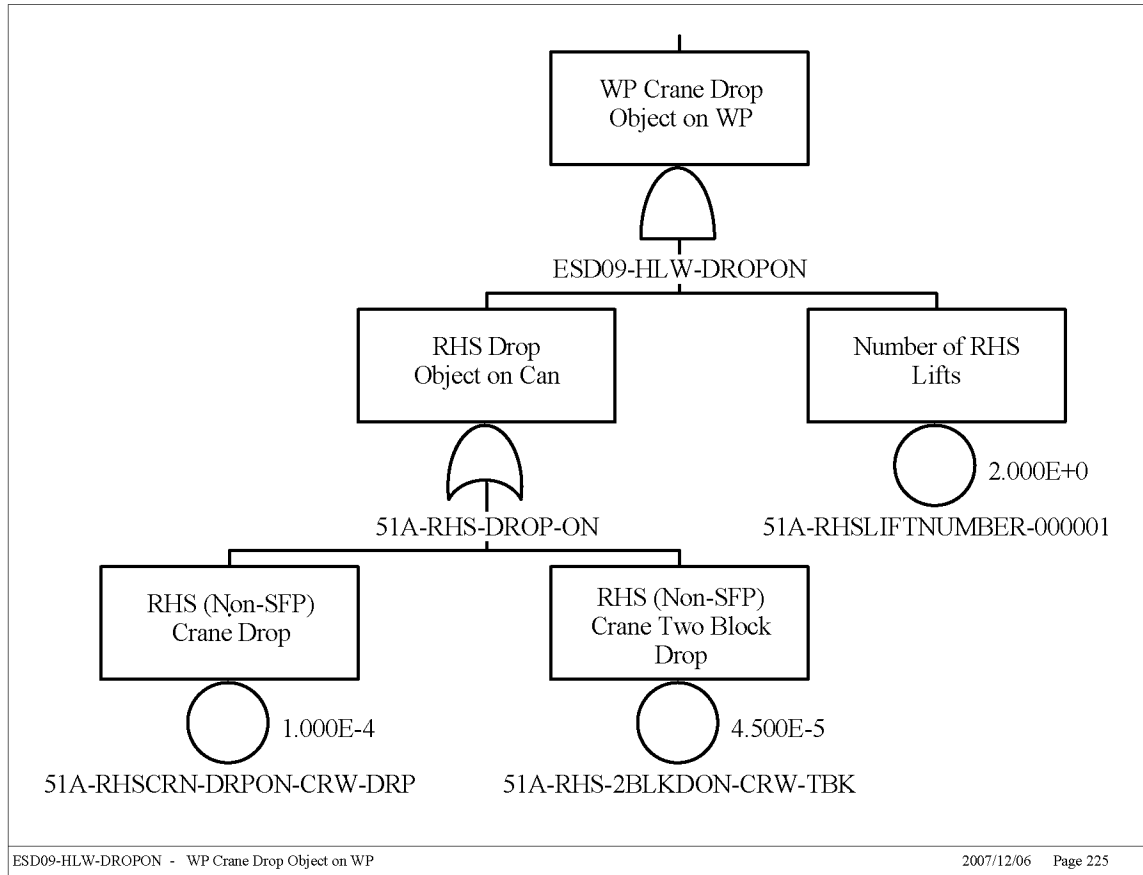 WP Crane Drop
Object on WP
ESD09-HLW-DROPON
RHS Drop
Object on Can
Number of RHS
Lifts
2.000E+0
51A-RHS-DROP-ON
51A-RHSLIFTNUMBER-000001
RHS (Non-SFP)
Crane Drop
RHS (Non-SFP)
Crane Two Block
Drop
1.000E-4
4.500E-5
51A-RHSCRN-DRPON-CRW-DRP
51A-RHS-2BLKDON-CRW-TBK
ESD09-HLW-DROPON - WP Crane Drop Object on WP
2007/12/06 Page 225